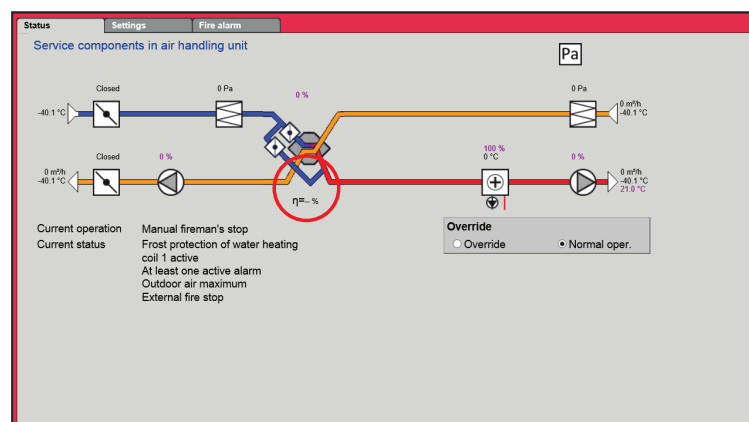 Status Settings Fire alarm
Service components in air handling unit
Pa
Closed 0 Pa 0 % 0 Pa
-40.1 °C
0 m³/h
-40.1 °C
Closed 0 % 100 % 0 %
0 °C
0 m³/h
-40.1 °C
0 m³/h
-40.1 °C
21.0 °C
η=-- %
Current operation Manual fireman's stop
Current status Frost protection of water heating
coil 1 active
At least one active alarm
Outdoor air maximum
External fire stop
Override
Override Normal oper.